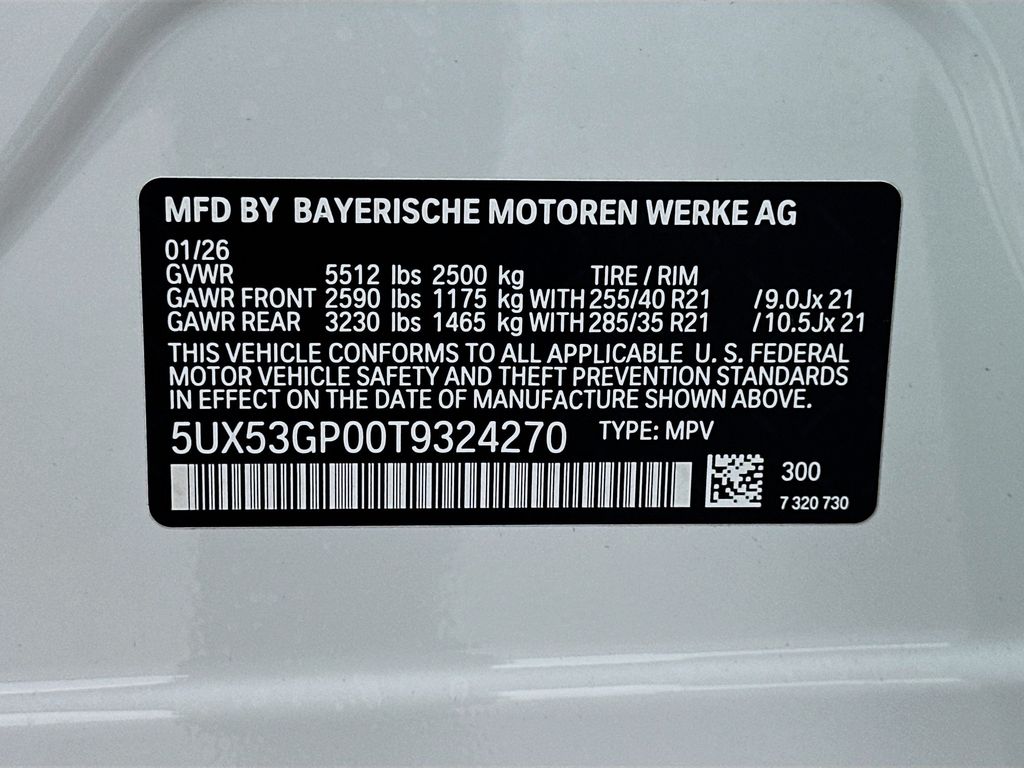 MFD BY BAYERISCHE MOTOREN WERKE AG
01/26
GVWR 5512 lbs 2500 kg TIRE / RIM
GAWR FRONT 2590 lbs 1175 kg WITH 255/40 R21 /9.0Jx 21
GAWR REAR 3230 lbs 1465 kg WITH 285/35 R21 /10.5Jx 21
THIS VEHICLE CONFORMS TO ALL APPLICABLE U. S. FEDERAL
MOTOR VEHICLE SAFETY AND THEFT PREVENTION STANDARDS
IN EFFECT ON THE DATE OF MANUFACTURE SHOWN ABOVE.
5UX53GP00T9324270 TYPE: MPV
300
7 320 730